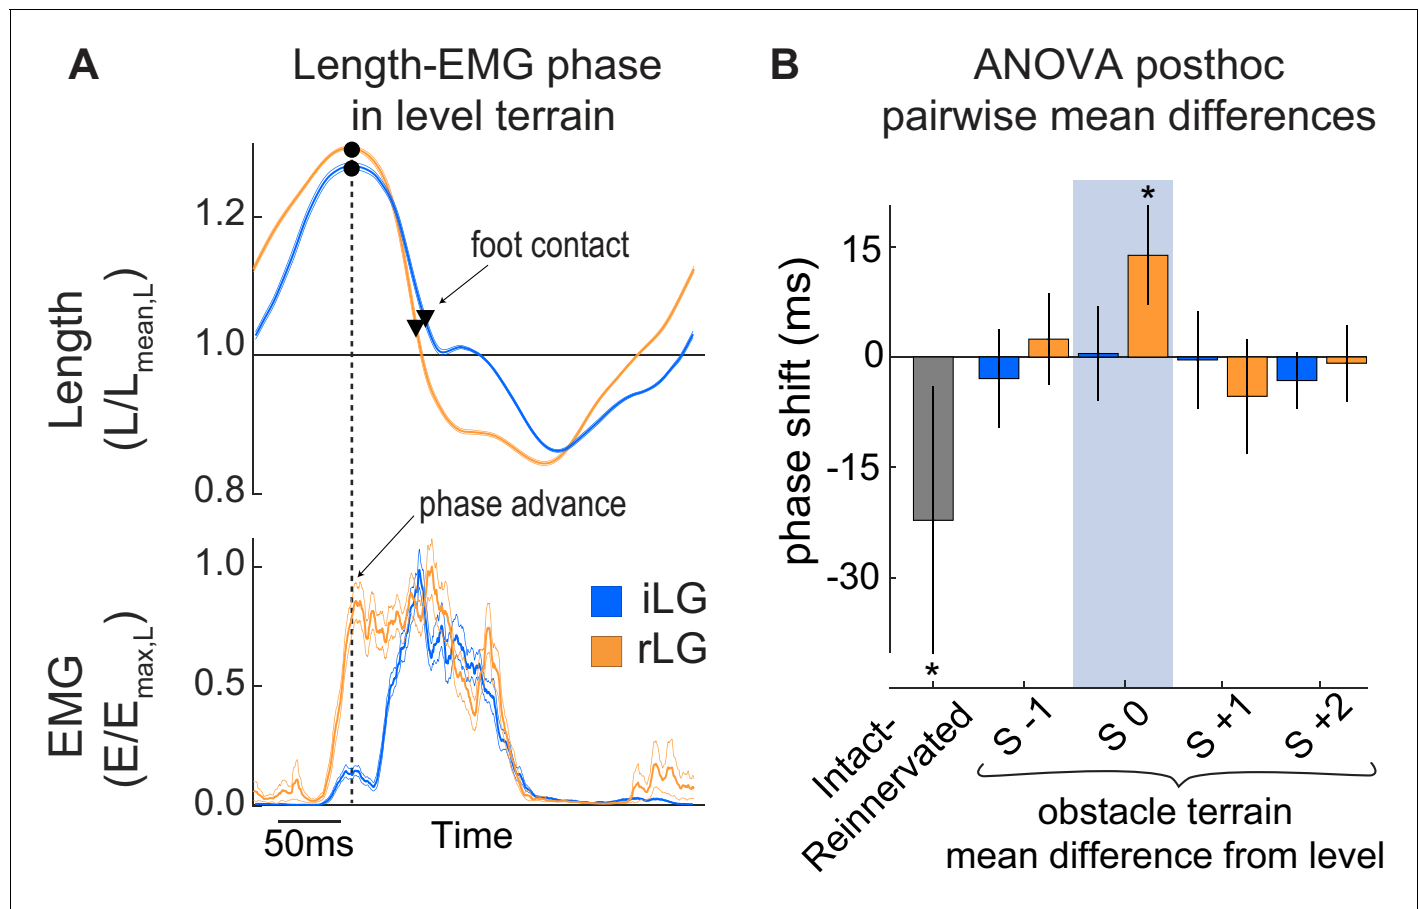 A
Length-EMG phase
in level terrain
1.2
1.0
0.8
Length
(L/Lmean,L)
foot contact
phase advance
1.0
0.5
0.0
EMG
(E/Emax,L)
iLG
rLG
50ms
Time
B
ANOVA posthoc
pairwise mean differences
15
0
-15
-30
phase shift (ms)
*
*
Intact-
Reinnervated
S -1
S 0
S +1
S +2
obstacle terrain
mean difference from level